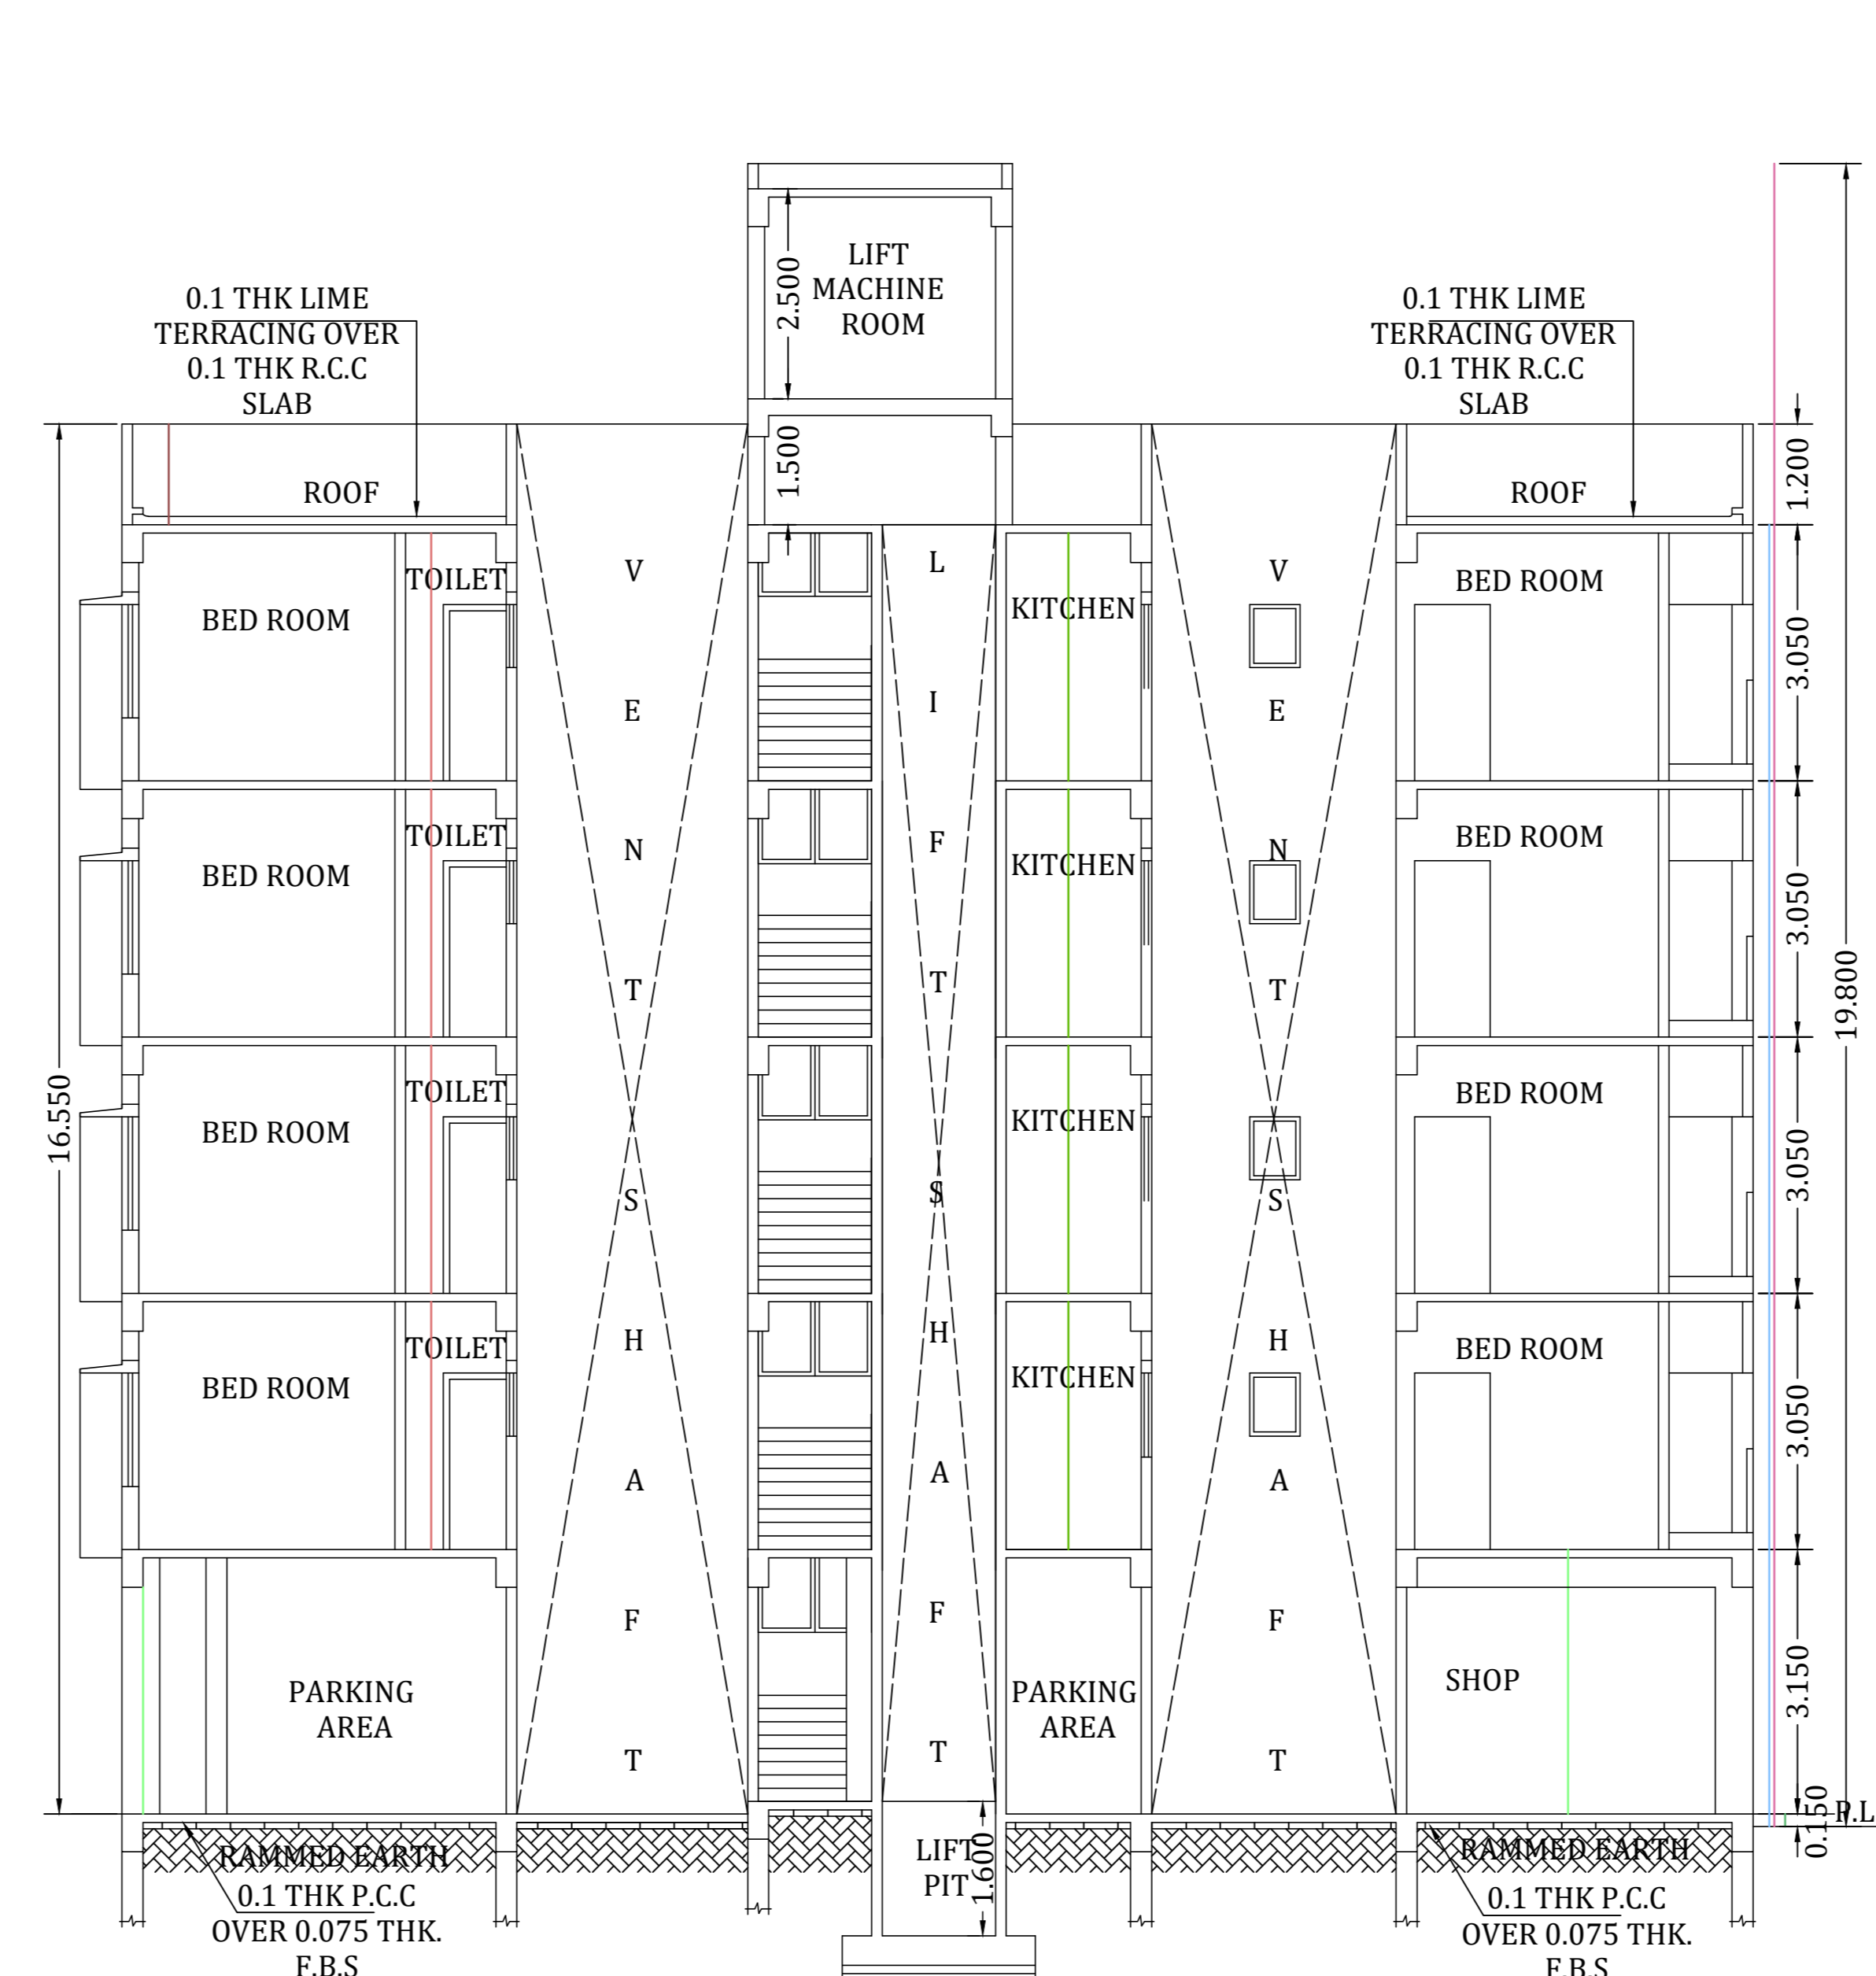 LIFT
MACHINE
ROOM
2.500
0.1 THK LIME
TERRACING OVER
0.1 THK R.C.C
SLAB
0.1 THK LIME
TERRACING OVER
0.1 THK R.C.C
SLAB
1.500
1.200
ROOF
ROOF
V
E
N
T
S
H
A
F
T
L
I
F
T
S
H
A
F
T
V
E
N
T
S
H
A
F
T
BED ROOM
TOILET
KITCHEN
BED ROOM
3.050
BED ROOM
TOILET
KITCHEN
BED ROOM
3.050
19.800
16.550
BED ROOM
TOILET
KITCHEN
BED ROOM
3.050
BED ROOM
TOILET
KITCHEN
BED ROOM
3.050
PARKING
AREA
PARKING
AREA
SHOP
3.150
0.150
P.L
RAMMED EARTH
LIFT
PIT
1.600
RAMMED EARTH
0.1 THK P.C.C
OVER 0.075 THK.
F.B.S
0.1 THK P.C.C
OVER 0.075 THK.
F.B.S